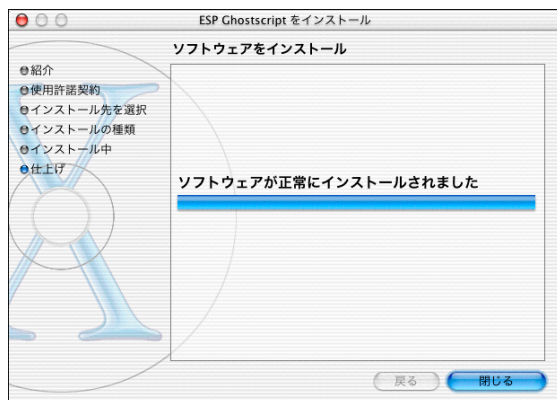 ESP Ghostscript をインストール
ソフトウェアをインストール
紹介
使用許諾契約
インストール先を選択
インストールの種類
インストール中
仕上げ
ソフトウェアが正常にインストールされました
戻る
閉じる